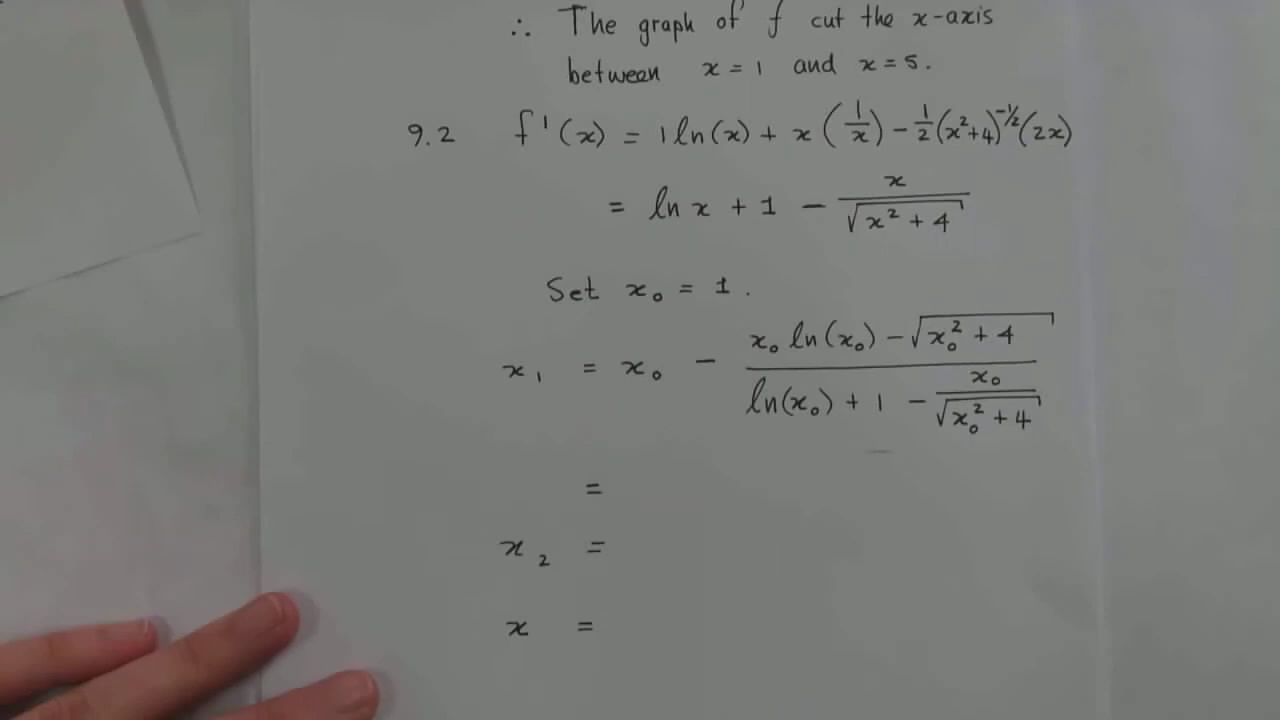 ∴ The graph of f cut the x-axis
between x = 1 and x = 5.
9.2 f'(x) = 1 ln(x) + x (1/x) − 1/2 (x²+4)^(-1/2) (2x)
= ln x + 1 − x/√(x² + 4)
Set x₀ = 1.
x₁ = x₀ − (x₀ ln(x₀) − √(x₀² + 4))/(ln(x₀) + 1 − x₀/√(x₀² + 4))
=
x₂ =
x =